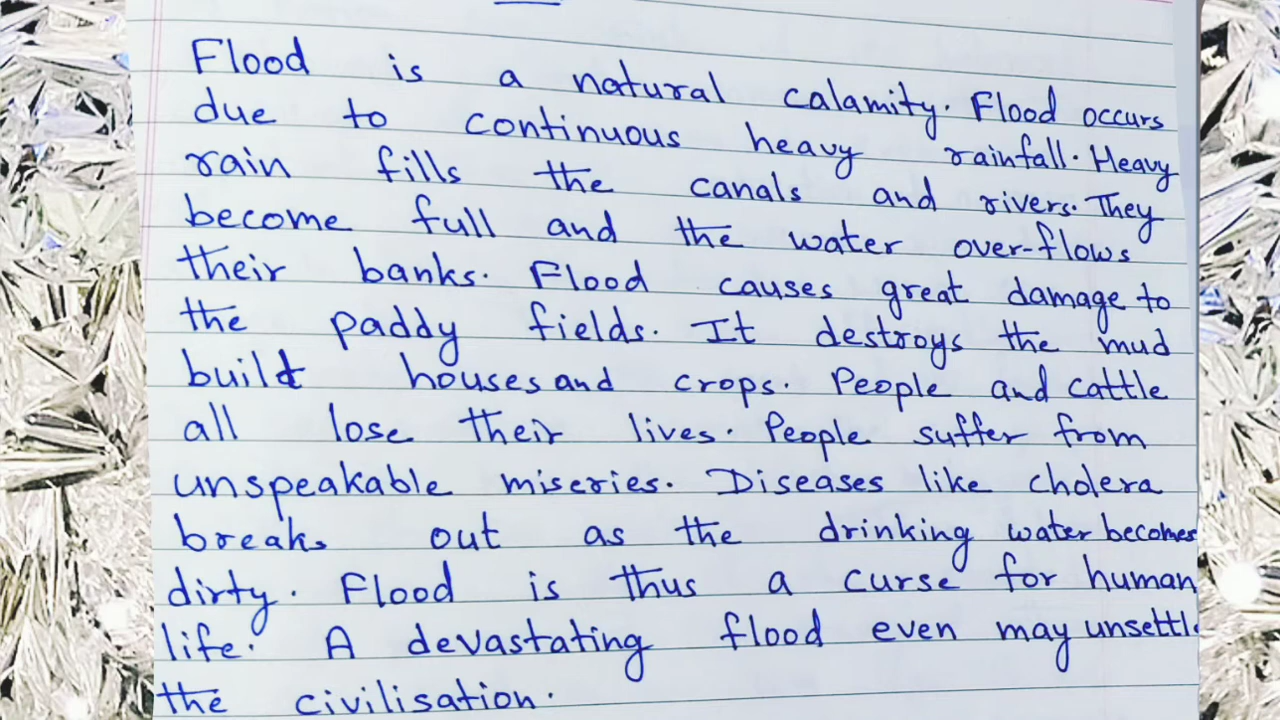 Flood is a natural calamity. Flood occurs
due to continuous heavy rainfall. Heavy
rain fills the canals and rivers. They
become full and the water over-flows
their banks. Flood causes great damage to
the paddy fields. It destroys the mud
built houses and crops. People and cattle
all lose their lives. People suffer from
unspeakable miseries. Diseases like cholera
breaks out as the drinking water becomes
dirty. Flood is thus a curse for human
life. A devastating flood even may unsettl
the civilisation.